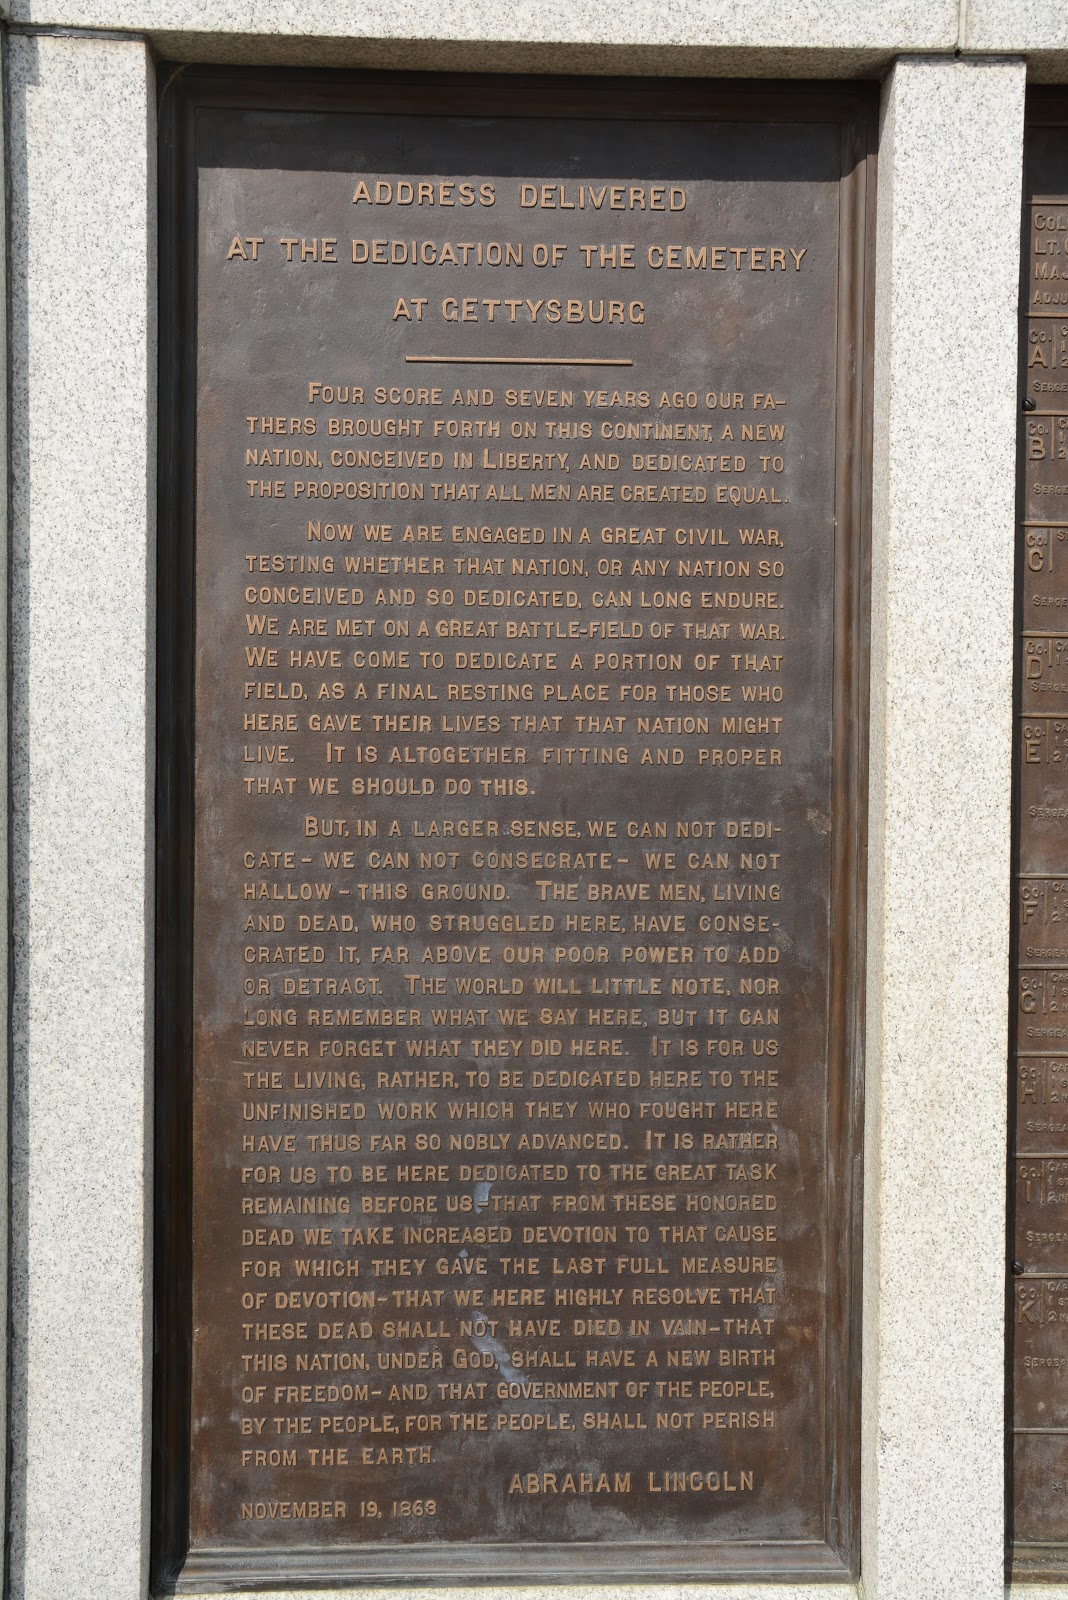 ADDRESS DELIVERED
AT THE DEDICATION OF THE CEMETERY
AT GETTYSBURG
FOUR SCORE AND SEVEN YEARS AGO OUR FA-
THERS BROUGHT FORTH ON THIS CONTINENT, A NEW
NATION, CONCEIVED IN LIBERTY, AND DEDICATED TO
THE PROPOSITION THAT ALL MEN ARE CREATED EQUAL.
NOW WE ARE ENGAGED IN A GREAT CIVIL WAR,
TESTING WHETHER THAT NATION, OR ANY NATION SO
CONCEIVED AND SO DEDICATED, CAN LONG ENDURE.
WE ARE MET ON A GREAT BATTLE-FIELD OF THAT WAR.
WE HAVE COME TO DEDICATE A PORTION OF THAT
FIELD, AS A FINAL RESTING PLACE FOR THOSE WHO
HERE GAVE THEIR LIVES THAT THAT NATION MIGHT
LIVE. IT IS ALTOGETHER FITTING AND PROPER
THAT WE SHOULD DO THIS.
BUT, IN A LARGER SENSE, WE CAN NOT DEDI-
CATE – WE CAN NOT CONSECRATE – WE CAN NOT
HALLOW – THIS GROUND. THE BRAVE MEN, LIVING
AND DEAD, WHO STRUGGLED HERE, HAVE CONSE-
CRATED IT, FAR ABOVE OUR POOR POWER TO ADD
OR DETRACT. THE WORLD WILL LITTLE NOTE, NOR
LONG REMEMBER WHAT WE SAY HERE, BUT IT CAN
NEVER FORGET WHAT THEY DID HERE. IT IS FOR US
THE LIVING, RATHER, TO BE DEDICATED HERE TO THE
UNFINISHED WORK WHICH THEY WHO FOUGHT HERE
HAVE THUS FAR SO NOBLY ADVANCED. IT IS RATHER
FOR US TO BE HERE DEDICATED TO THE GREAT TASK
REMAINING BEFORE US – THAT FROM THESE HONORED
DEAD WE TAKE INCREASED DEVOTION TO THAT CAUSE
FOR WHICH THEY GAVE THE LAST FULL MEASURE
OF DEVOTION – THAT WE HERE HIGHLY RESOLVE THAT
THESE DEAD SHALL NOT HAVE DIED IN VAIN – THAT
THIS NATION, UNDER GOD, SHALL HAVE A NEW BIRTH
OF FREEDOM – AND THAT GOVERNMENT OF THE PEOPLE,
BY THE PEOPLE, FOR THE PEOPLE, SHALL NOT PERISH
FROM THE EARTH.
ABRAHAM LINCOLN
NOVEMBER 19, 1863
CO. A
CO. B
CO. C
CO. D
CO. E
CO. F
CO. G
CO. H
CO. I
CO. K